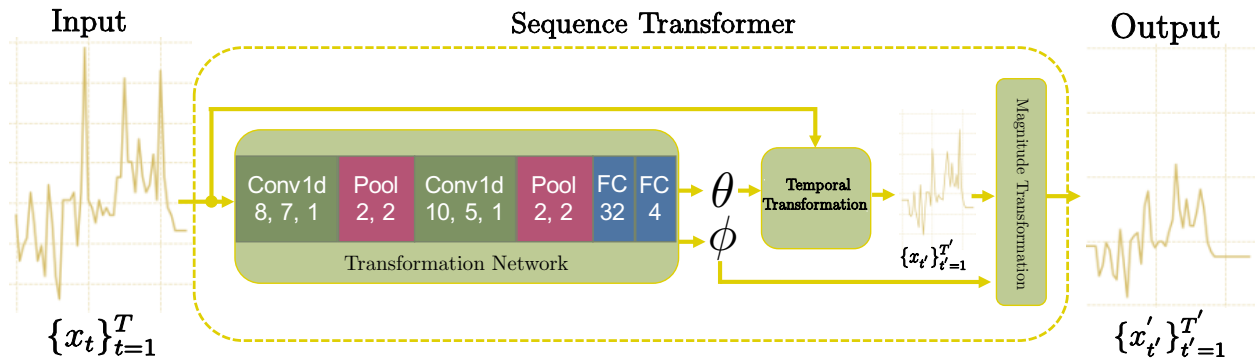 Input
Sequence Transformer
Output
Conv1d
8, 7, 1
Pool
2, 2
Conv1d
10, 5, 1
Pool
2, 2
FC
32
FC
4
Transformation Network
θ
ϕ
Temporal
Transformation
{x_{t'}}_{t'=1}^{T'}
Magnitude Transformation
{x_t}_{t=1}^{T}
{x'_{t'}}_{t'=1}^{T'}